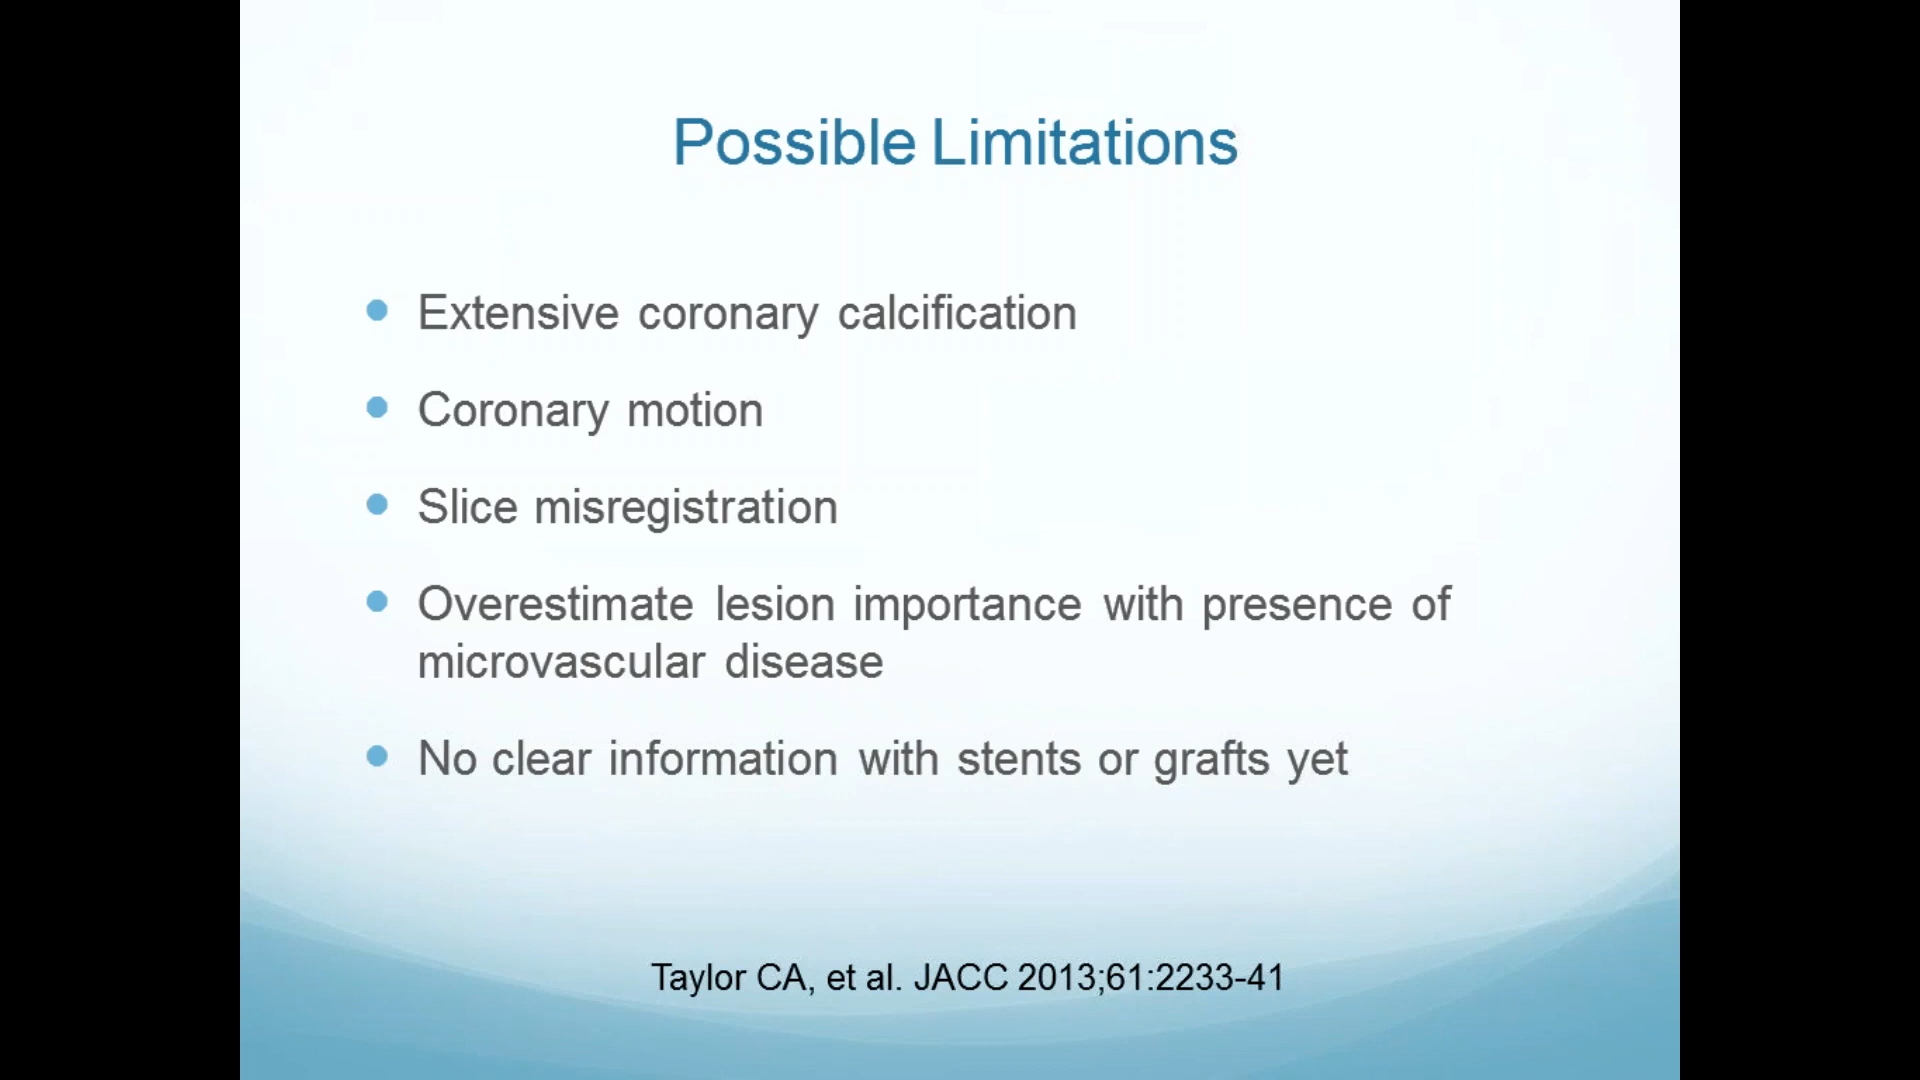 Possible Limitations
Extensive coronary calcification
Coronary motion
Slice misregistration
Overestimate lesion importance with presence of
microvascular disease
No clear information with stents or grafts yet
Taylor CA, et al. JACC 2013;61:2233-41